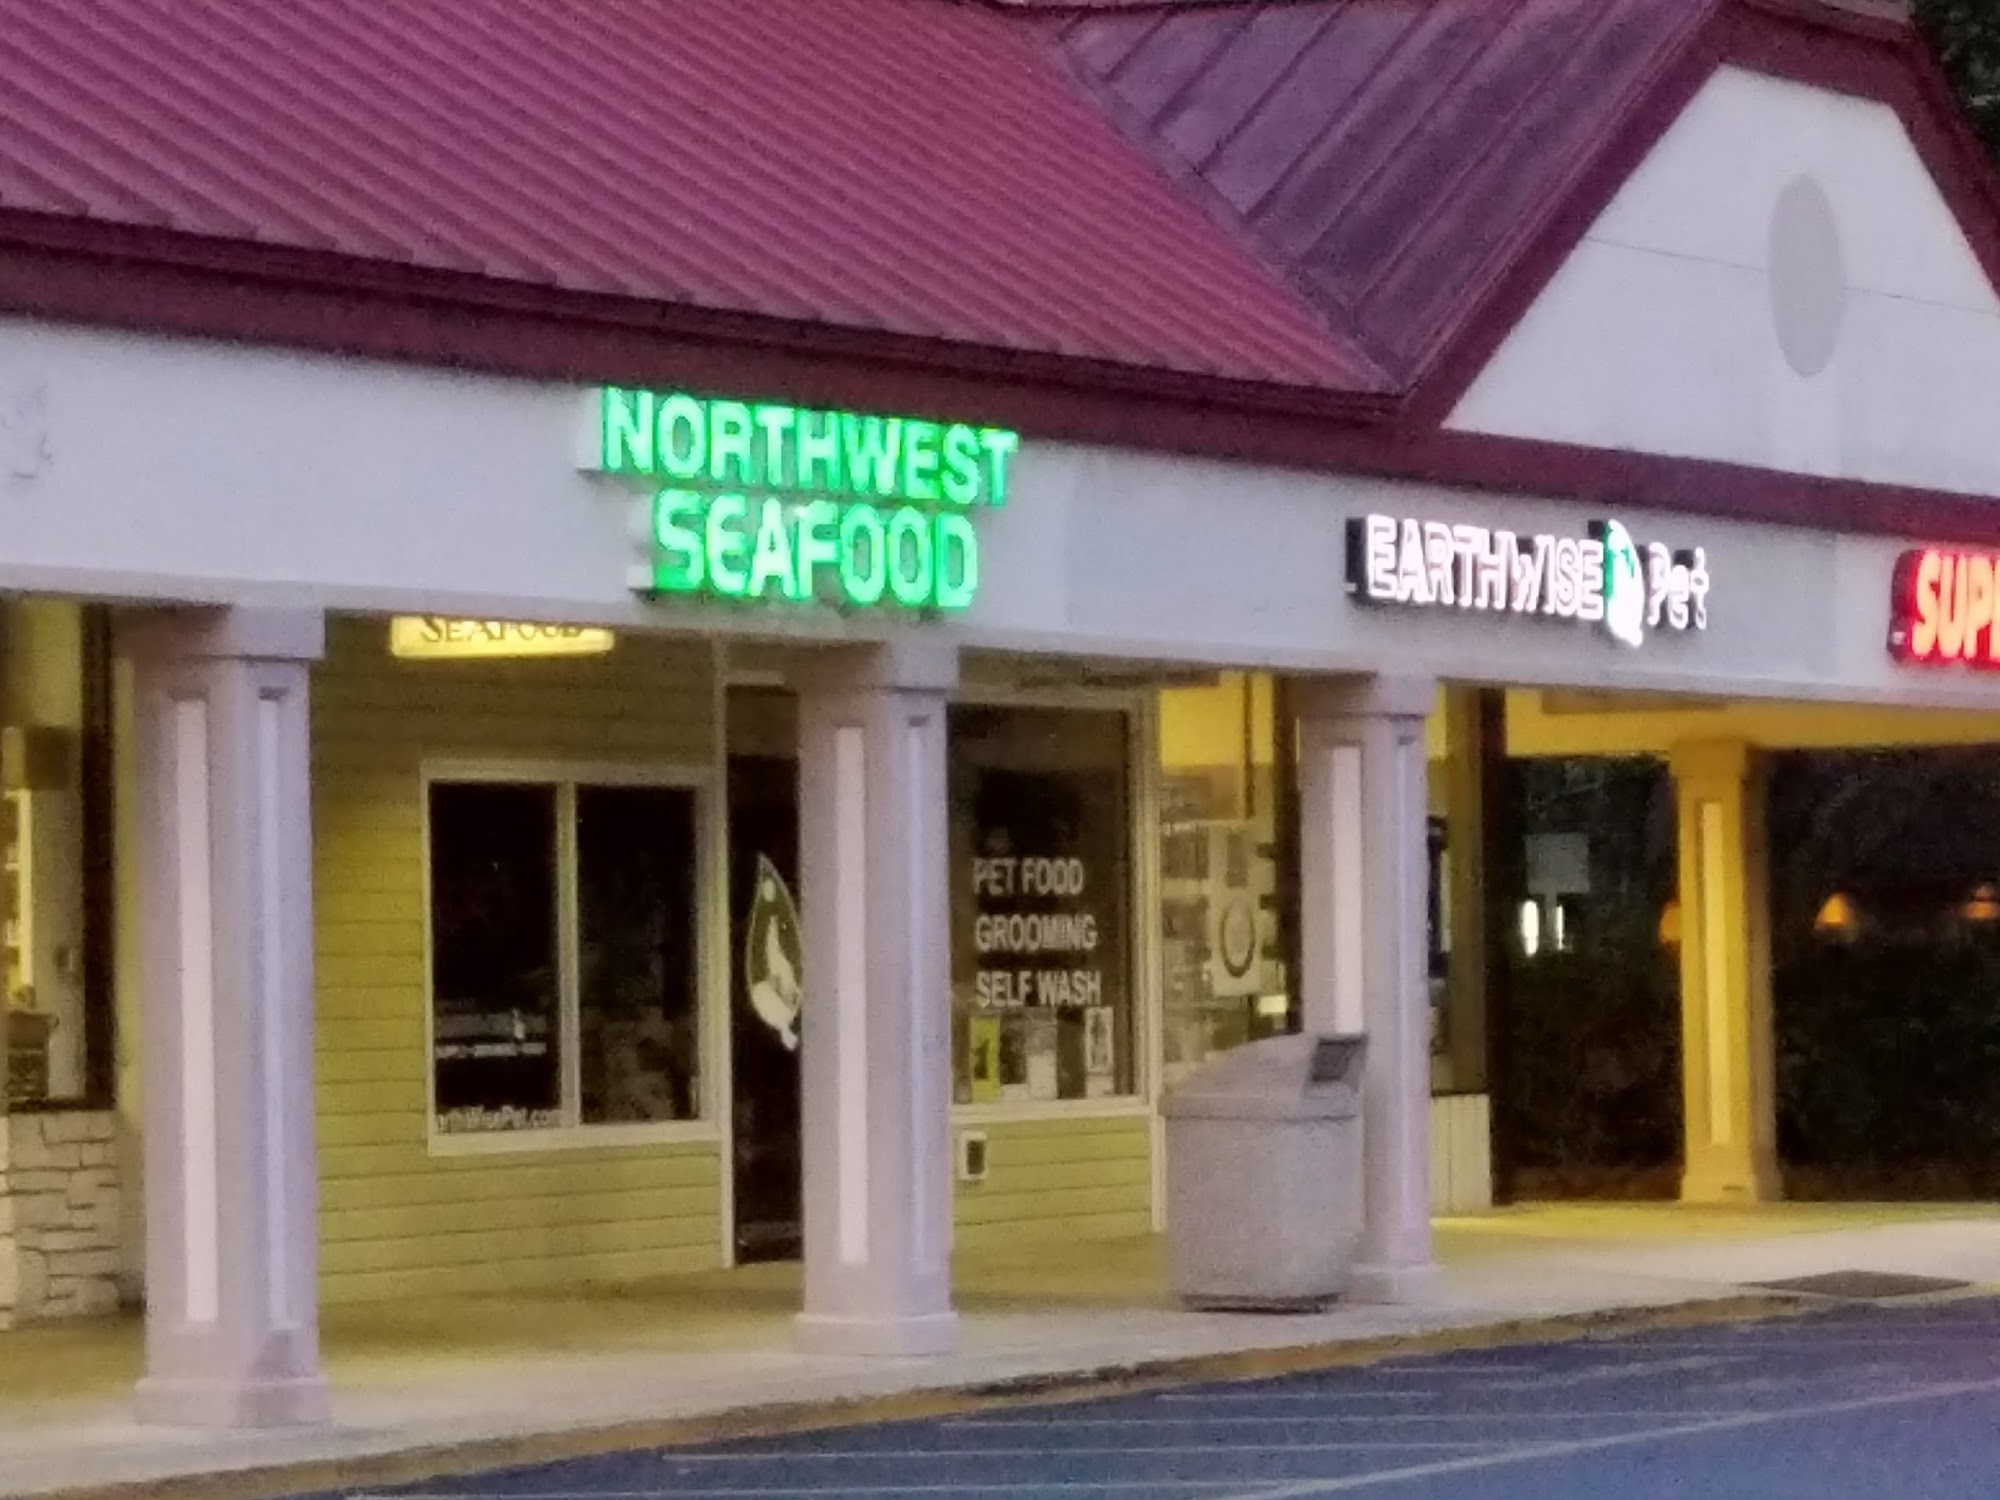 NORTHWEST
SEAFOOD
EARTHWISE Pet
SEAFOOD
PET FOOD
GROOMING
SELF WASH